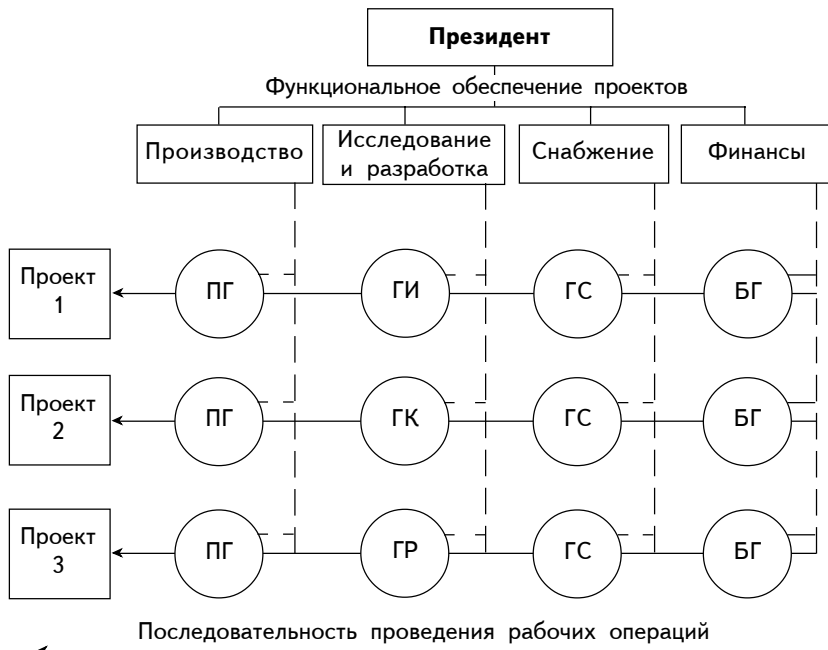 Президент
Функциональное обеспечение проектов
Производство
Исследование
и разработка
Снабжение
Финансы
Проект
1
ПГ
ГИ
ГС
БГ
Проект
2
ПГ
ГК
ГС
БГ
Проект
3
ПГ
ГР
ГС
БГ
Последовательность проведения рабочих операций